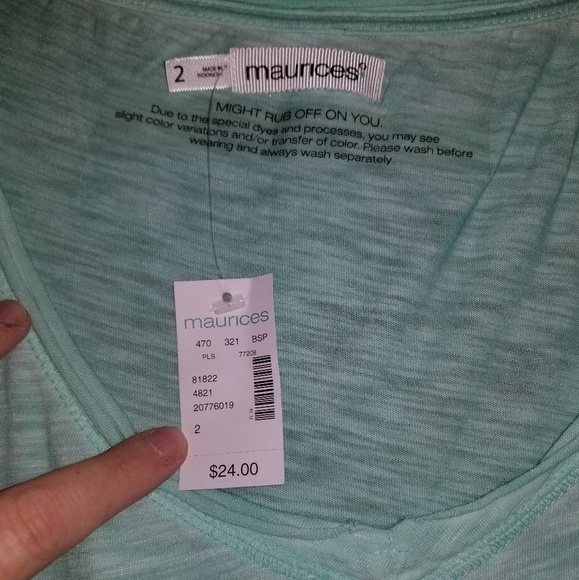 2
MADE IN
maurices
MIGHT RUB OFF ON YOU.
Due to the special dyes and processes, you may see
slight color variations and/or transfer of color. Please wash before
wearing and always wash separately.
maurices
470 321 BSP
PLS 77208
81822
4821
20776019
2
$24.00